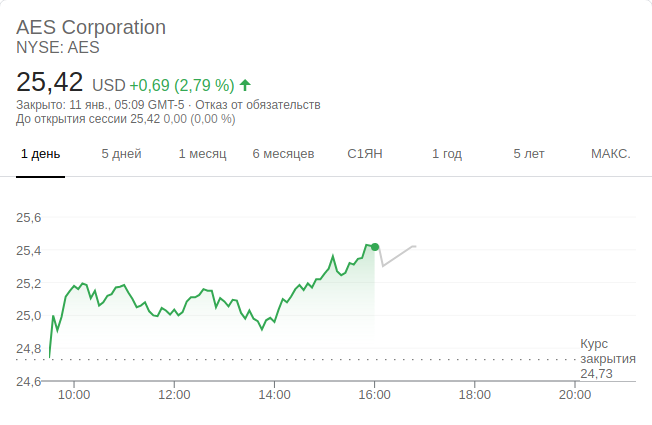 AES Corporation
NYSE: AES
25,42 USD +0,69 (2,79 %)
Закрыто: 11 янв., 05:09 GMT-5 · Отказ от обязательств
До открытия сессии 25,42 0,00 (0,00 %)
1 день 5 дней 1 месяц 6 месяцев С1ЯН 1 год 5 лет МАКС.
25,6
25,4
25,2
25,0
24,8
24,6
Курс
закрытия
24,73
10:00 12:00 14:00 16:00 18:00 20:00